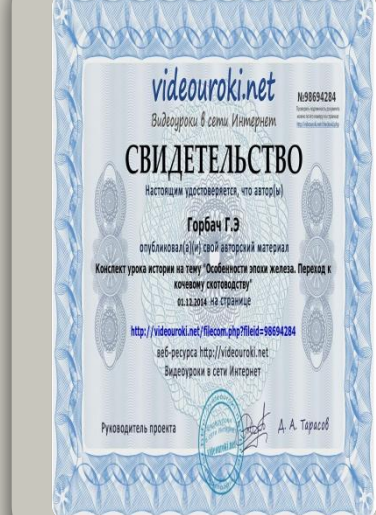 videouroki.net
Видеоуроки в сети Интернет
№98694284
СВИДЕТЕЛЬСТВО
Настоящим удостоверяется, что автор(ы)
Горбач Г.Э
опубликовал(а)(и) свой авторский материал
Конспект урока истории на тему "Особенности эпохи железа. Переход к
кочевому скотоводству"
01.12.2014 на странице
http://videouroki.net/filecom.php?fileid=98694284
веб-ресурса http://videouroki.net
Видеоуроки в сети Интернет
Руководитель проекта
Д. А. Тарасов